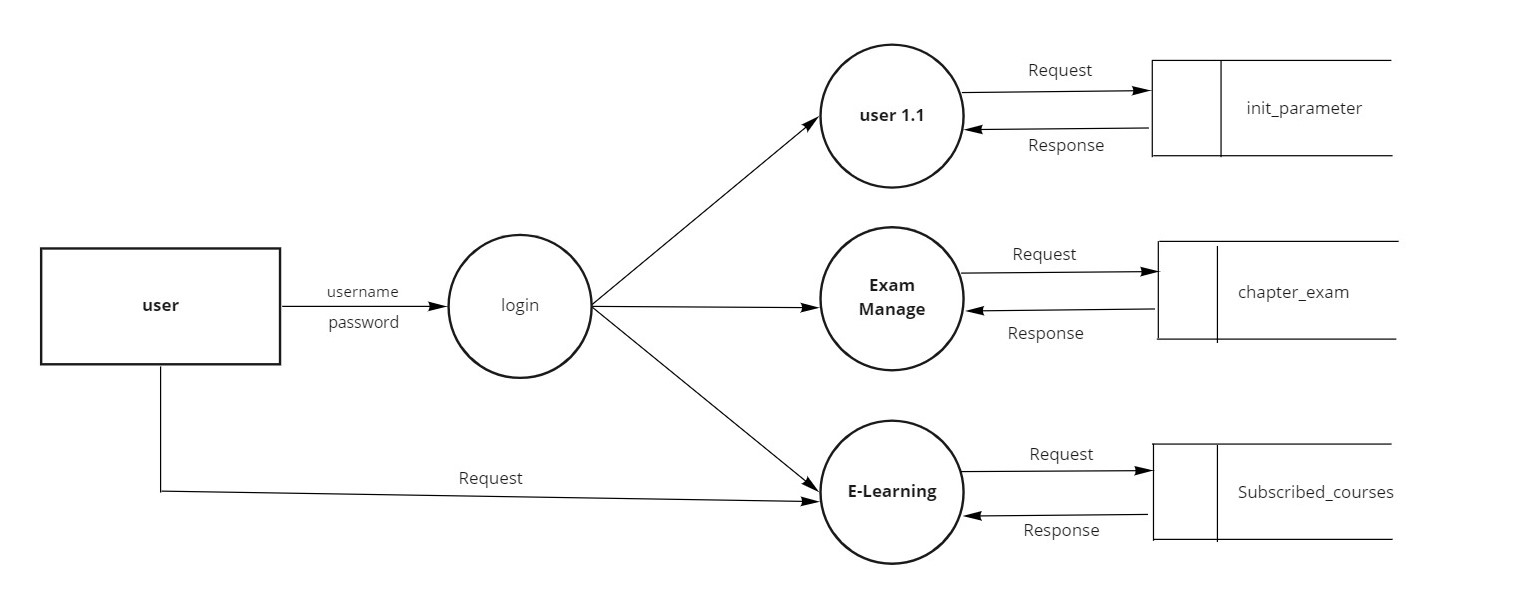 Request
user 1.1
init_parameter
Response
Request
Exam
Manage
chapter_exam
Response
user
username
password
login
Request
Request
E-Learning
Subscribed_courses
Response